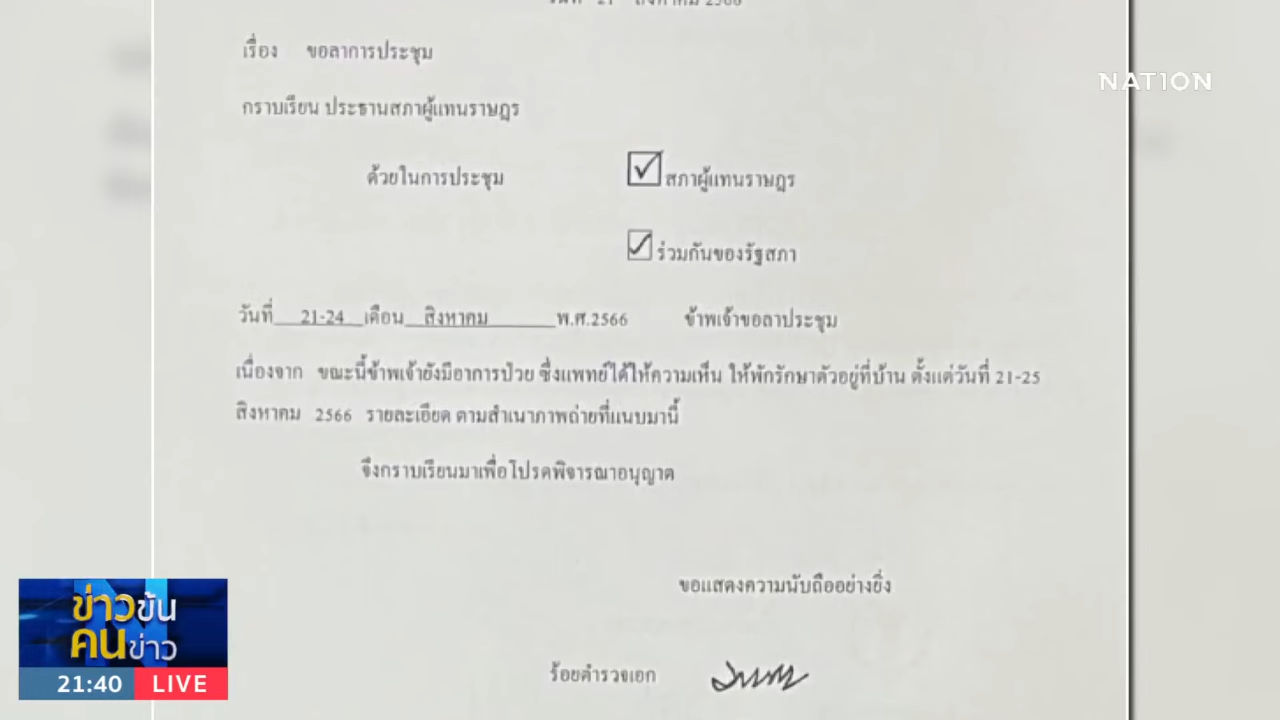 วันที่ 21 สิงหาคม 2566
เรื่อง ขอลาการประชุม
NATION
กราบเรียน ประธานสภาผู้แทนราษฎร
ด้วยในการประชุม สภาผู้แทนราษฎร
ร่วมกันของรัฐสภา
วันที่ 21-24 เดือน สิงหาคม พ.ศ.2566 ข้าพเจ้าขอลาประชุม
เนื่องจาก ขณะนี้ข้าพเจ้ายังมีอาการป่วย ซึ่งแพทย์ได้ให้ความเห็น ให้พักรักษาตัวอยู่ที่บ้าน ตั้งแต่วันที่ 21-25
สิงหาคม 2566 รายละเอียด ตามสำเนาภาพถ่ายที่แนบมานี้
จึงกราบเรียนมาเพื่อโปรดพิจารณาอนุญาต
ขอแสดงความนับถืออย่างยิ่ง
ร้อยตำรวจเอก
ข่าวข้น
คนข่าว
21:40 LIVE